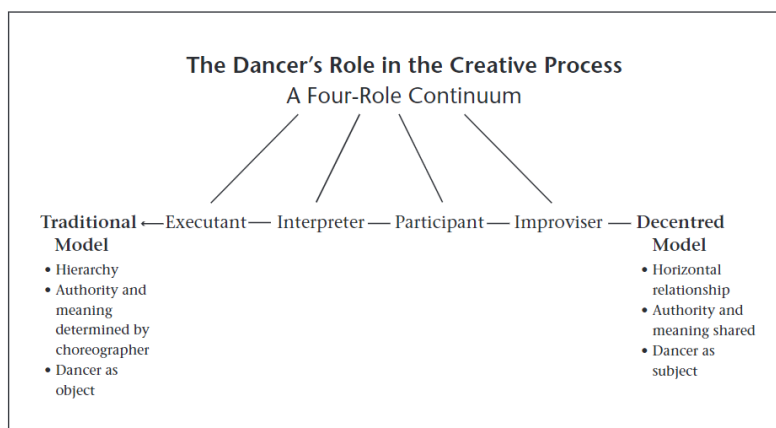 The Dancer's Role in the Creative Process
A Four-Role Continuum
Traditional Model
Executant
Interpreter
Participant
Improviser
Decentred Model
• Hierarchy
• Authority and
meaning
determined by
choreographer
• Dancer as
object
• Horizontal
relationship
• Authority and
meaning shared
• Dancer as
subject